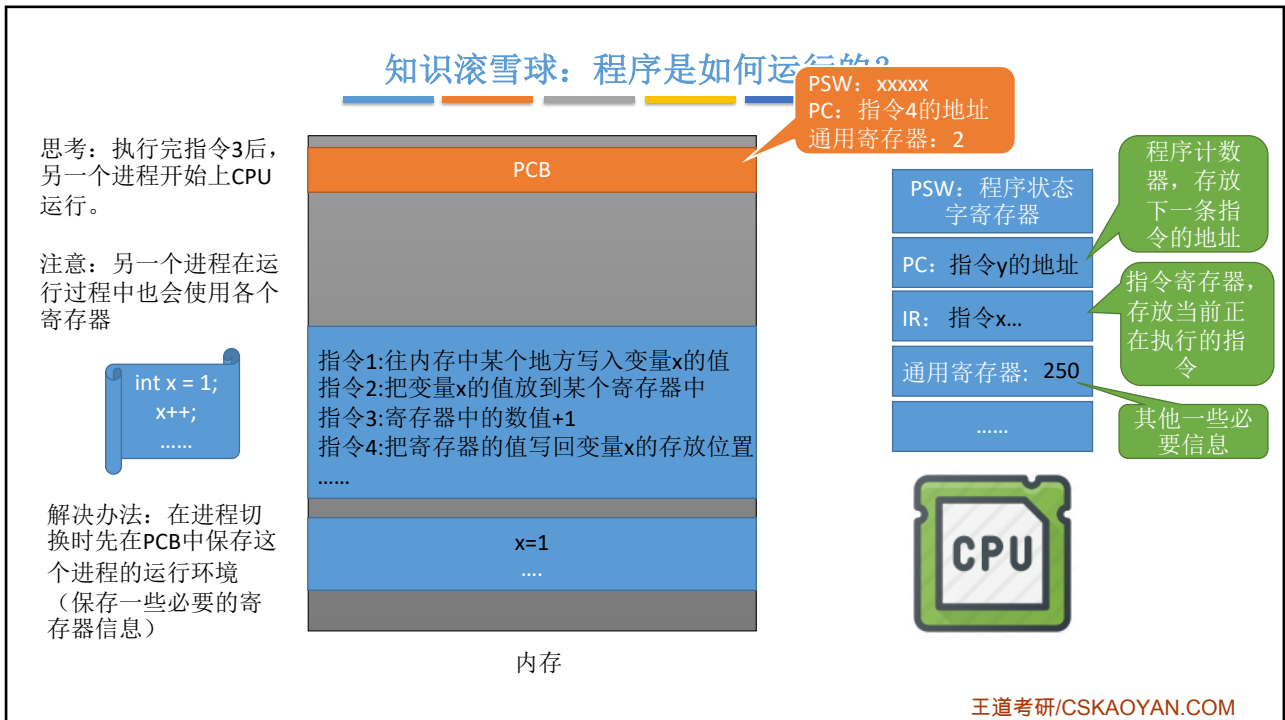 知识滚雪球：程序是如何运行的?
PSW：xxxxx
PC：指令4的地址
通用寄存器：2
思考：执行完指令3后，
另一个进程开始上CPU
运行。
注意：另一个进程在运
行过程中也会使用各个
寄存器
int x = 1;
x++;
……
解决办法：在进程切
换时先在PCB中保存这
个进程的运行环境
（保存一些必要的寄
存器信息）
PCB
指令1:往内存中某个地方写入变量x的值
指令2:把变量x的值放到某个寄存器中
指令3:寄存器中的数值+1
指令4:把寄存器的值写回变量x的存放位置
……
x=1
....
内存
PSW：程序状态
字寄存器
PC：指令y的地址
IR：指令x...
通用寄存器: 250
……
程序计数
器，存放
下一条指
令的地址
指令寄存器，
存放当前正
在执行的指
令
其他一些必
要信息
CPU
王道考研/CSKAOYAN.COM